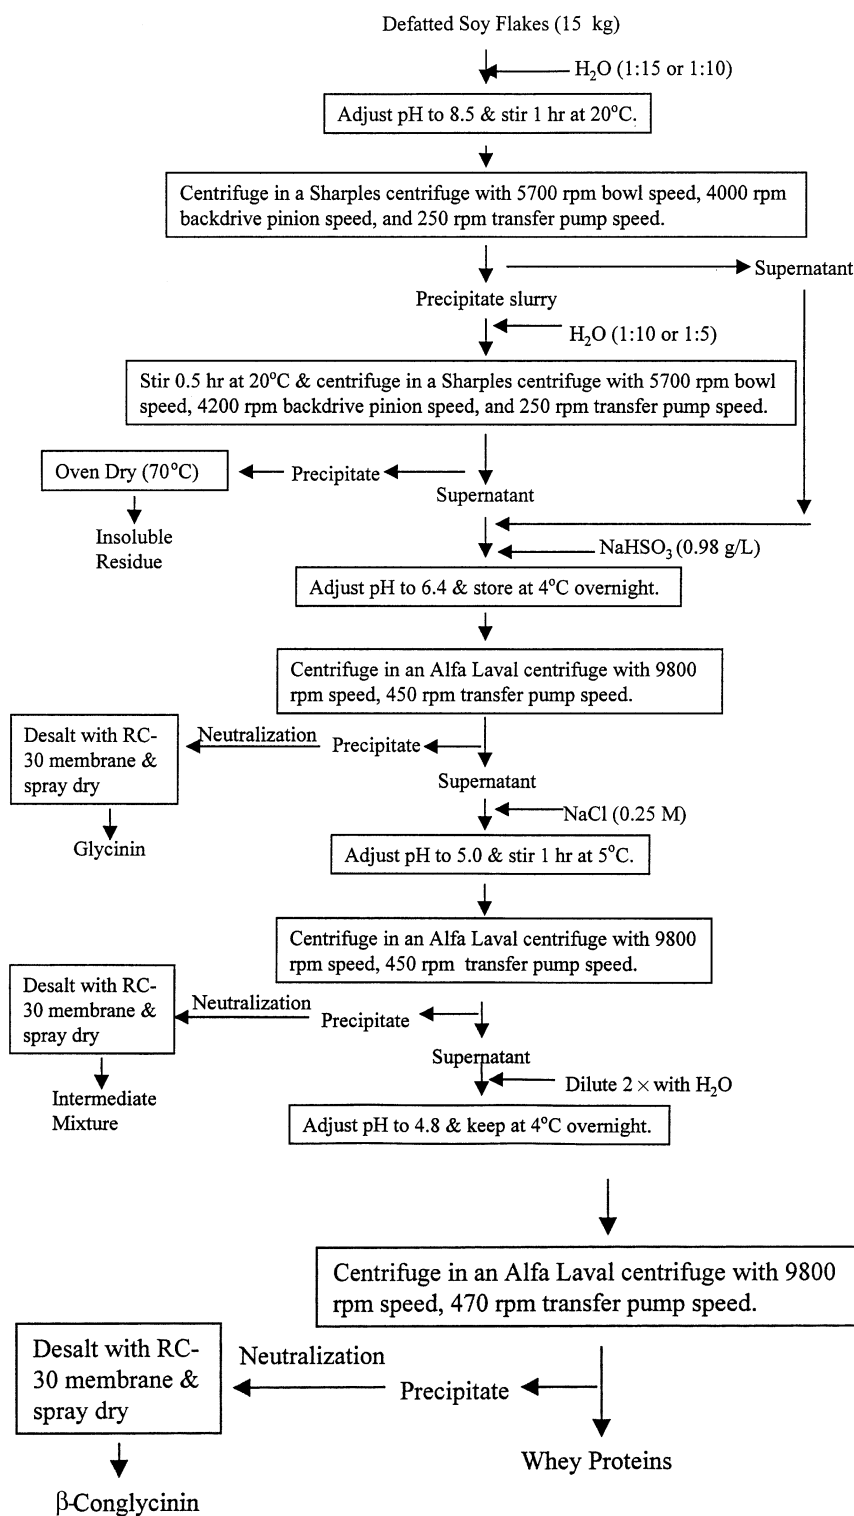 Defatted Soy Flakes (15 kg)
H₂O (1:15 or 1:10)
Adjust pH to 8.5 & stir 1 hr at 20°C.
Centrifuge in a Sharples centrifuge with 5700 rpm bowl speed, 4000 rpm
backdrive pinion speed, and 250 rpm transfer pump speed.
Supernatant
Precipitate slurry
H₂O (1:10 or 1:5)
Stir 0.5 hr at 20°C & centrifuge in a Sharples centrifuge with 5700 rpm bowl
speed, 4200 rpm backdrive pinion speed, and 250 rpm transfer pump speed.
Oven Dry (70°C)
Precipitate
Supernatant
Insoluble
Residue
NaHSO₃ (0.98 g/L)
Adjust pH to 6.4 & store at 4°C overnight.
Centrifuge in an Alfa Laval centrifuge with 9800
rpm speed, 450 rpm transfer pump speed.
Desalt with RC-
30 membrane &
spray dry
Neutralization
Precipitate
Supernatant
NaCl (0.25 M)
Glycinin
Adjust pH to 5.0 & stir 1 hr at 5°C.
Centrifuge in an Alfa Laval centrifuge with 9800
rpm speed, 450 rpm transfer pump speed.
Desalt with RC-
30 membrane &
spray dry
Neutralization
Precipitate
Supernatant
Dilute 2 × with H₂O
Intermediate
Mixture
Adjust pH to 4.8 & keep at 4°C overnight.
Centrifuge in an Alfa Laval centrifuge with 9800
rpm speed, 470 rpm transfer pump speed.
Desalt with RC-
30 membrane &
spray dry
Neutralization
Precipitate
Whey Proteins
β-Conglycinin